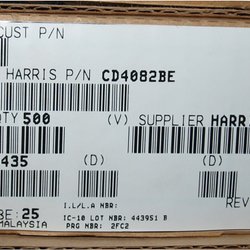 CUST P/N
HARRIS P/N CD4082BE
QTY 500 (V) SUPPLIER HARR
435 (D) (D)
I.L/L.A NBR:
REV
BE: 25 IC-10 LOT NBR: 443951 B
MALAYSIA PRG NBR: 2FC2